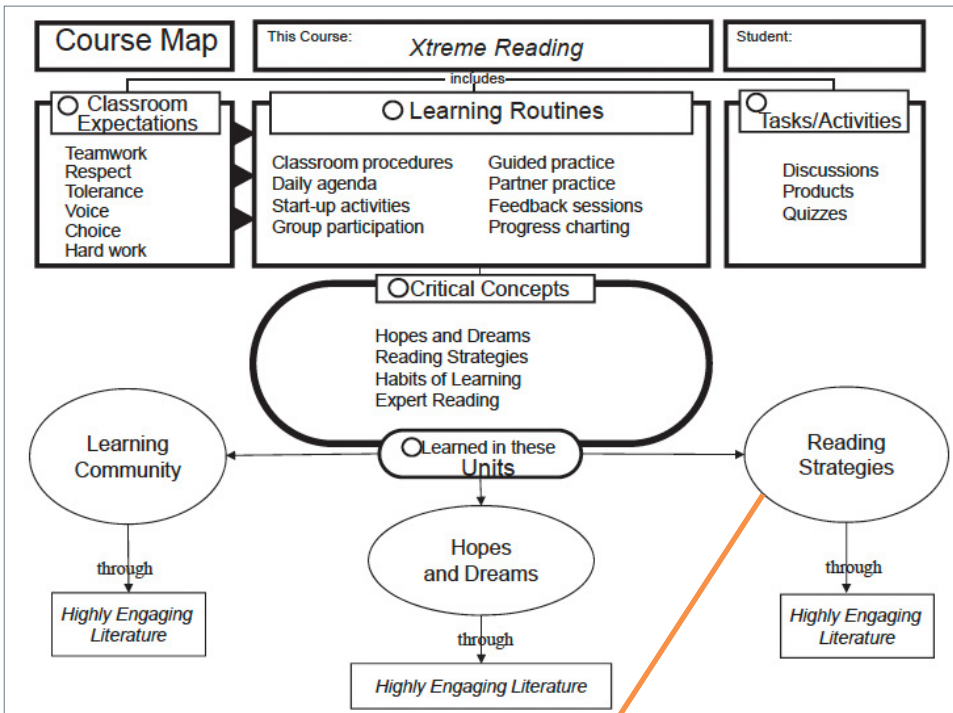 Course Map
This Course:
Xtreme Reading
Student:
includes
Classroom
Expectations
Teamwork
Respect
Tolerance
Voice
Choice
Hard work
Learning Routines
Classroom procedures
Daily agenda
Start-up activities
Group participation
Guided practice
Partner practice
Feedback sessions
Progress charting
Tasks/Activities
Discussions
Products
Quizzes
Critical Concepts
Hopes and Dreams
Reading Strategies
Habits of Learning
Expert Reading
Learned in these
Units
Learning
Community
through
Highly Engaging
Literature
Hopes
and Dreams
through
Highly Engaging Literature
Reading
Strategies
through
Highly Engaging
Literature